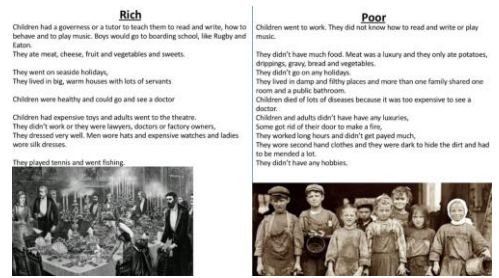 Rich
Children had a governess or a tutor to teach them to read and write, how to
behave and to play music. Boys would go to boarding school, like Rugby and
Eaton.
They ate meat, cheese, fruit and vegetables and sweets.
They went on seaside holidays,
They lived in big, warm houses with lots of servants
Children were healthy and could go and see a doctor
Children had expensive toys and adults went to the theatre.
They didn't work or they were lawyers, doctors or factory owners,
They dressed very well. Men wore hats and expensive watches and ladies
wore silk dresses.
They played tennis and went fishing.
Poor
Children went to work. They did not know how to read and write or play
music.
They didn't have much food. Meat was a luxury and they only ate potatoes,
drippings, gravy, bread and vegetables.
They didn't go on any holidays.
They lived in damp and filthy places and more than one family shared one
room and a public bathroom.
Children died of lots of diseases because it was too expensive to see a
doctor.
Children and adults didn't have have any luxuries,
Some got rid of their door to make a fire,
They worked long hours and didn't get payed much,
They wore second hand clothes and they were dark to hide the dirt and had
to be mended a lot.
They didn't have any hobbies.